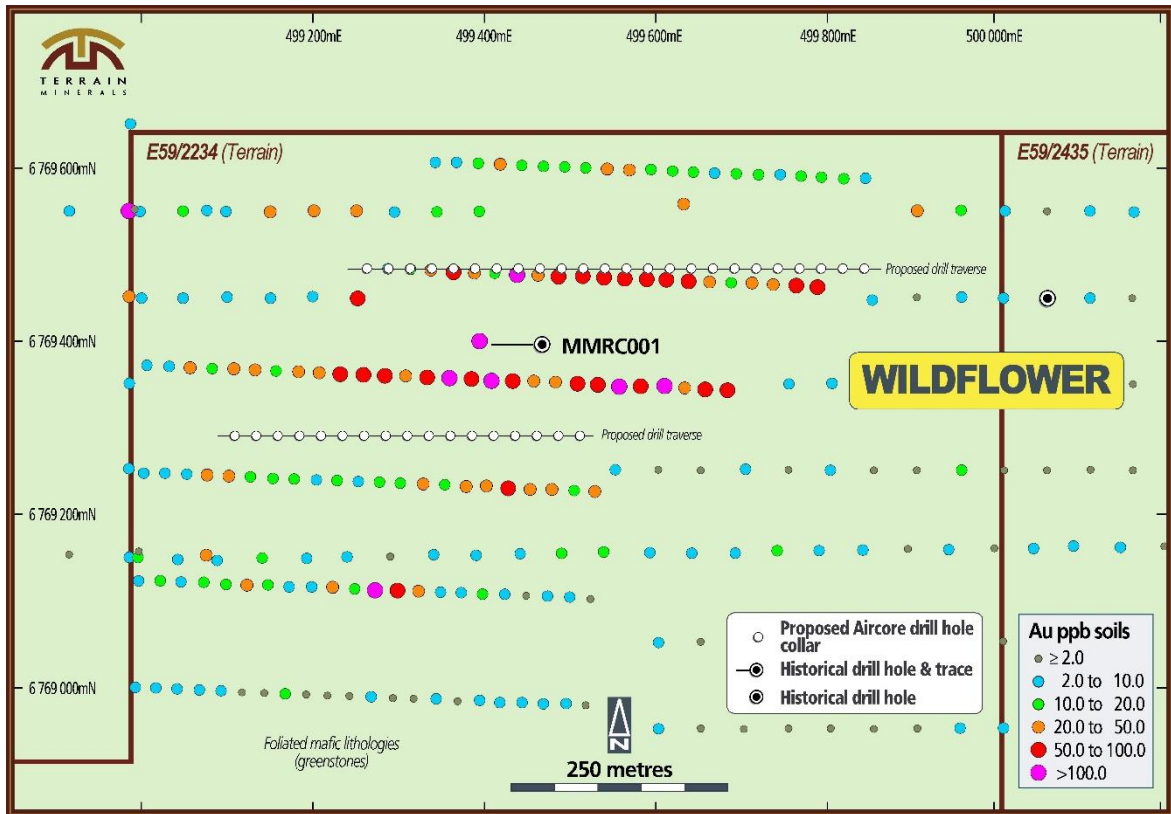 TERRAIN
MINERALS
499 200mE
499 400mE
499 600mE
499 800mE
500 000mE
E59/2234 (Terrain)
E59/2435 (Terrain)
6 769 600mN
Proposed drill traverse
6 769 400mN
MMRC001
WILDFLOWER
Proposed drill traverse
6 769 200mN
6 769 000mN
Foliated mafic lithologies
(greenstones)
N
250 metres
Proposed Aircore drill hole
collar
Historical drill hole & trace
Historical drill hole
Au ppb soils
≥ 2.0
2.0 to 10.0
10.0 to 20.0
20.0 to 50.0
50.0 to 100.0
>100.0